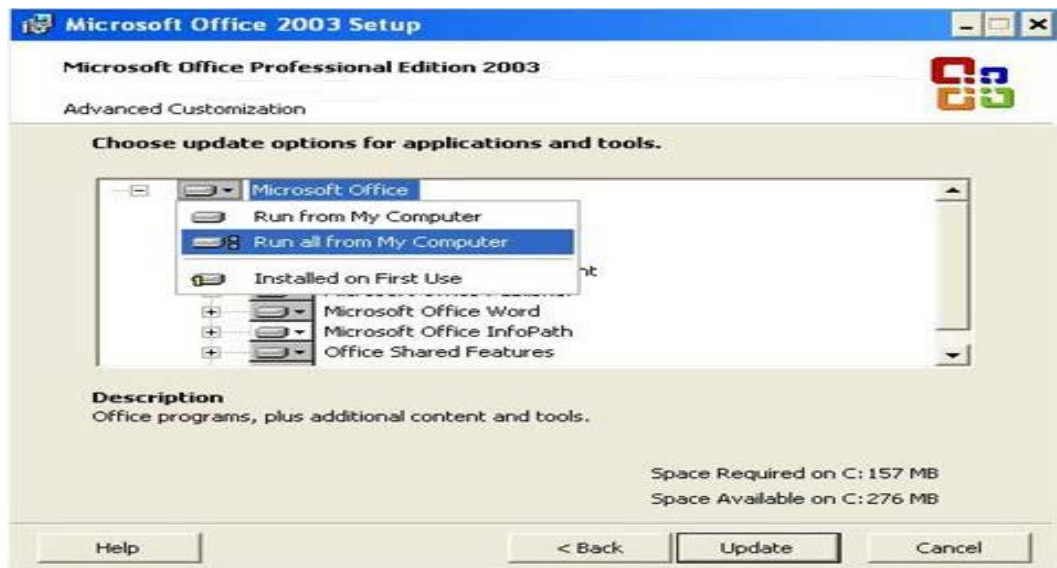 Microsoft Office 2003 Setup
Microsoft Office Professional Edition 2003
Advanced Customization
Choose update options for applications and tools.
Microsoft Office
Run from My Computer
Run all from My Computer
Installed on First Use
nt
Microsoft Office Word
Microsoft Office InfoPath
Office Shared Features
Description
Office programs, plus additional content and tools.
Space Required on C: 157 MB
Space Available on C: 276 MB
Help
< Back
Update
Cancel